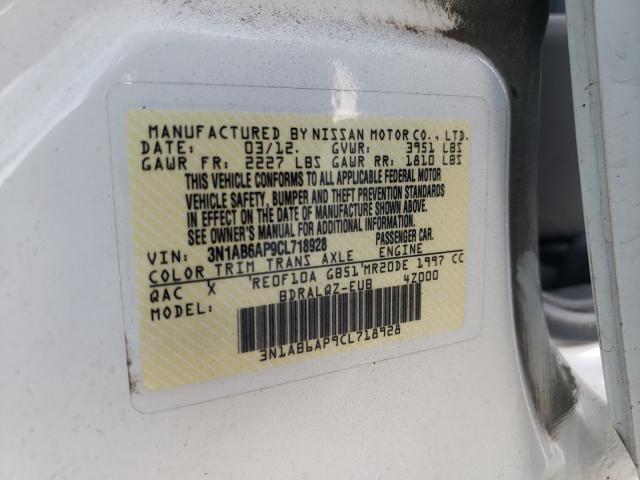 MANUFACTURED BY NISSAN MOTOR CO., LTD.
DATE: 03/12. GVWR: 3951 LBS
GAWR FR: 2227 LBS GAWR RR: 1810 LBS
THIS VEHICLE CONFORMS TO ALL APPLICABLE FEDERAL MOTOR
VEHICLE SAFETY, BUMPER AND THEFT PREVENTION STANDARDS
IN EFFECT ON THE DATE OF MANUFACTURE SHOWN ABOVE.
SEE OWNER'S MANUAL FOR ADDITIONAL INFORMATION.
VIN: 3N1AB6AP9CL718928 PASSENGER CAR.
COLOR TRIM TRANS AXLE ENGINE
QAC X RE0F10A GB51 MR20DE 1997 CC
MODEL: BDRALQZ-EUB 4Z000
3N1AB6AP9CL718928